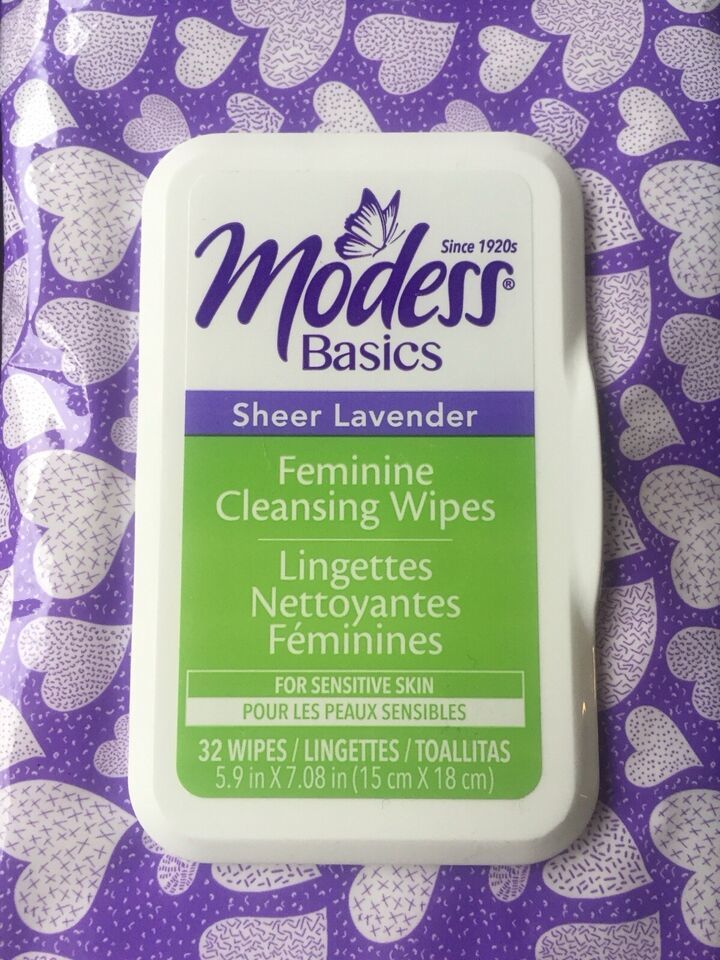 Since 1920s
Modess®
Basics
Sheer Lavender
Feminine
Cleansing Wipes
Lingettes
Nettoyantes
Féminines
FOR SENSITIVE SKIN
POUR LES PEAUX SENSIBLES
32 WIPES / LINGETTES / TOALLITAS
5.9 in X 7.08 in (15 cm X 18 cm)